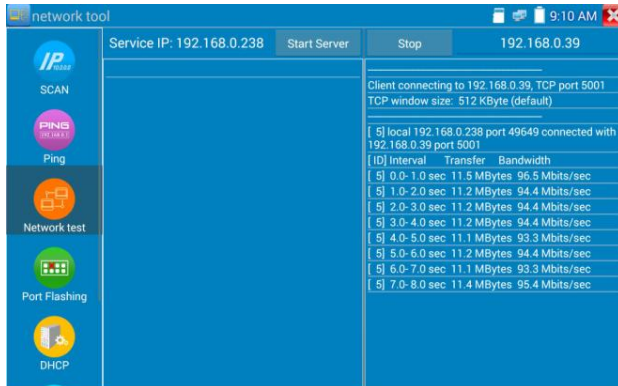 network tool
9:10 AM
Service IP: 192.168.0.238
Start Server
Stop
192.168.0.39
IP
SCAN
PING
Ping
Network test
Port Flashing
DHCP
Client connecting to 192.168.0.39, TCP port 5001
TCP window size: 512 KByte (default)
[ 5] local 192.168.0.238 port 49649 connected with
192.168.0.39 port 5001
[ ID] Interval Transfer Bandwidth
[ 5] 0.0- 1.0 sec 11.5 MBytes 96.5 Mbits/sec
[ 5] 1.0- 2.0 sec 11.2 MBytes 94.4 Mbits/sec
[ 5] 2.0- 3.0 sec 11.2 MBytes 94.4 Mbits/sec
[ 5] 3.0- 4.0 sec 11.2 MBytes 94.4 Mbits/sec
[ 5] 4.0- 5.0 sec 11.1 MBytes 93.3 Mbits/sec
[ 5] 5.0- 6.0 sec 11.2 MBytes 94.4 Mbits/sec
[ 5] 6.0- 7.0 sec 11.1 MBytes 93.3 Mbits/sec
[ 5] 7.0- 8.0 sec 11.4 MBytes 95.4 Mbits/sec